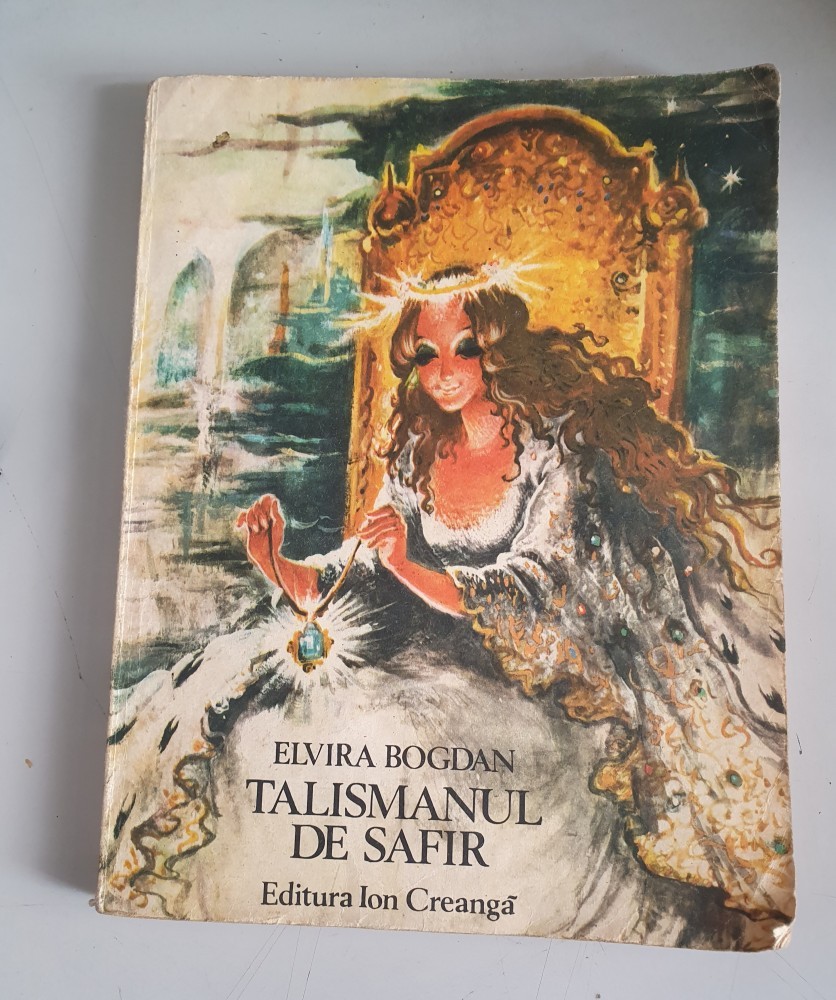 ELVIRA BOGDAN
TALISMANUL
DE SAFIR
Editura Ion Creangă